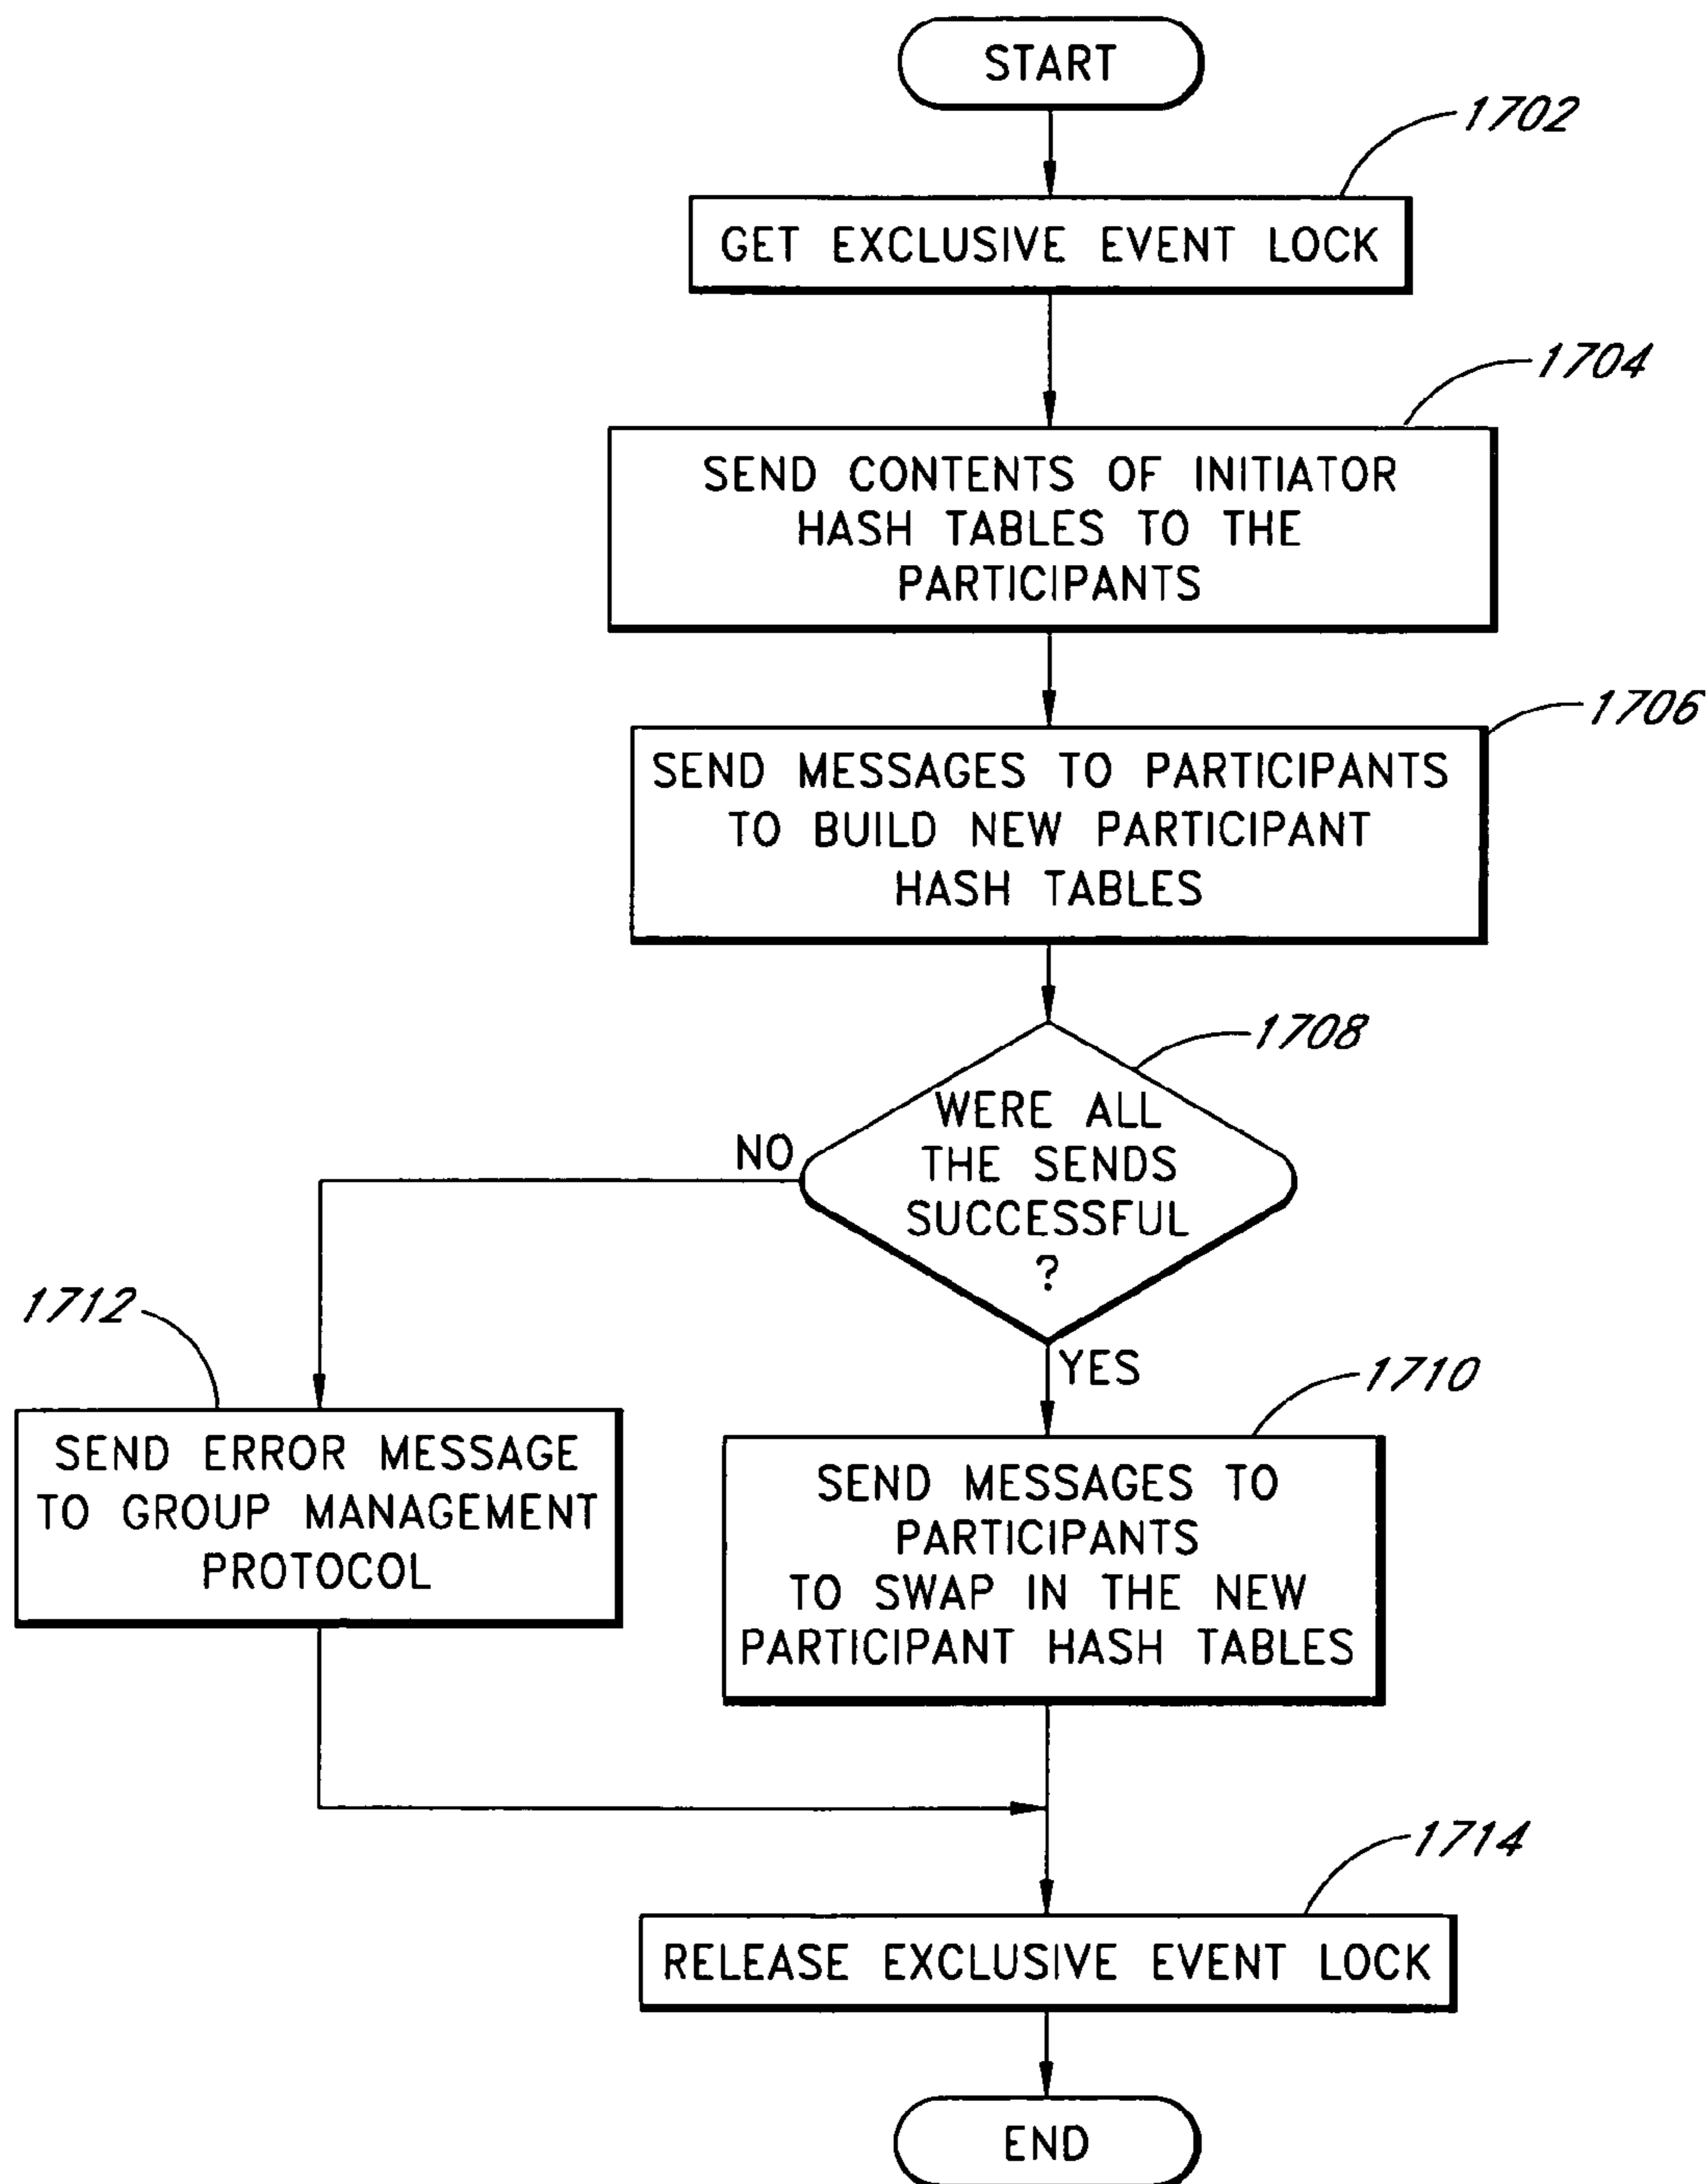 START
1702
GET EXCLUSIVE EVENT LOCK
1704
SEND CONTENTS OF INITIATOR
HASH TABLES TO THE
PARTICIPANTS
1706
SEND MESSAGES TO PARTICIPANTS
TO BUILD NEW PARTICIPANT
HASH TABLES
1708
WERE ALL
THE SENDS
SUCCESSFUL
?
NO
YES
1712
SEND ERROR MESSAGE
TO GROUP MANAGEMENT
PROTOCOL
1710
SEND MESSAGES TO
PARTICIPANTS
TO SWAP IN THE NEW
PARTICIPANT HASH TABLES
1714
RELEASE EXCLUSIVE EVENT LOCK
END